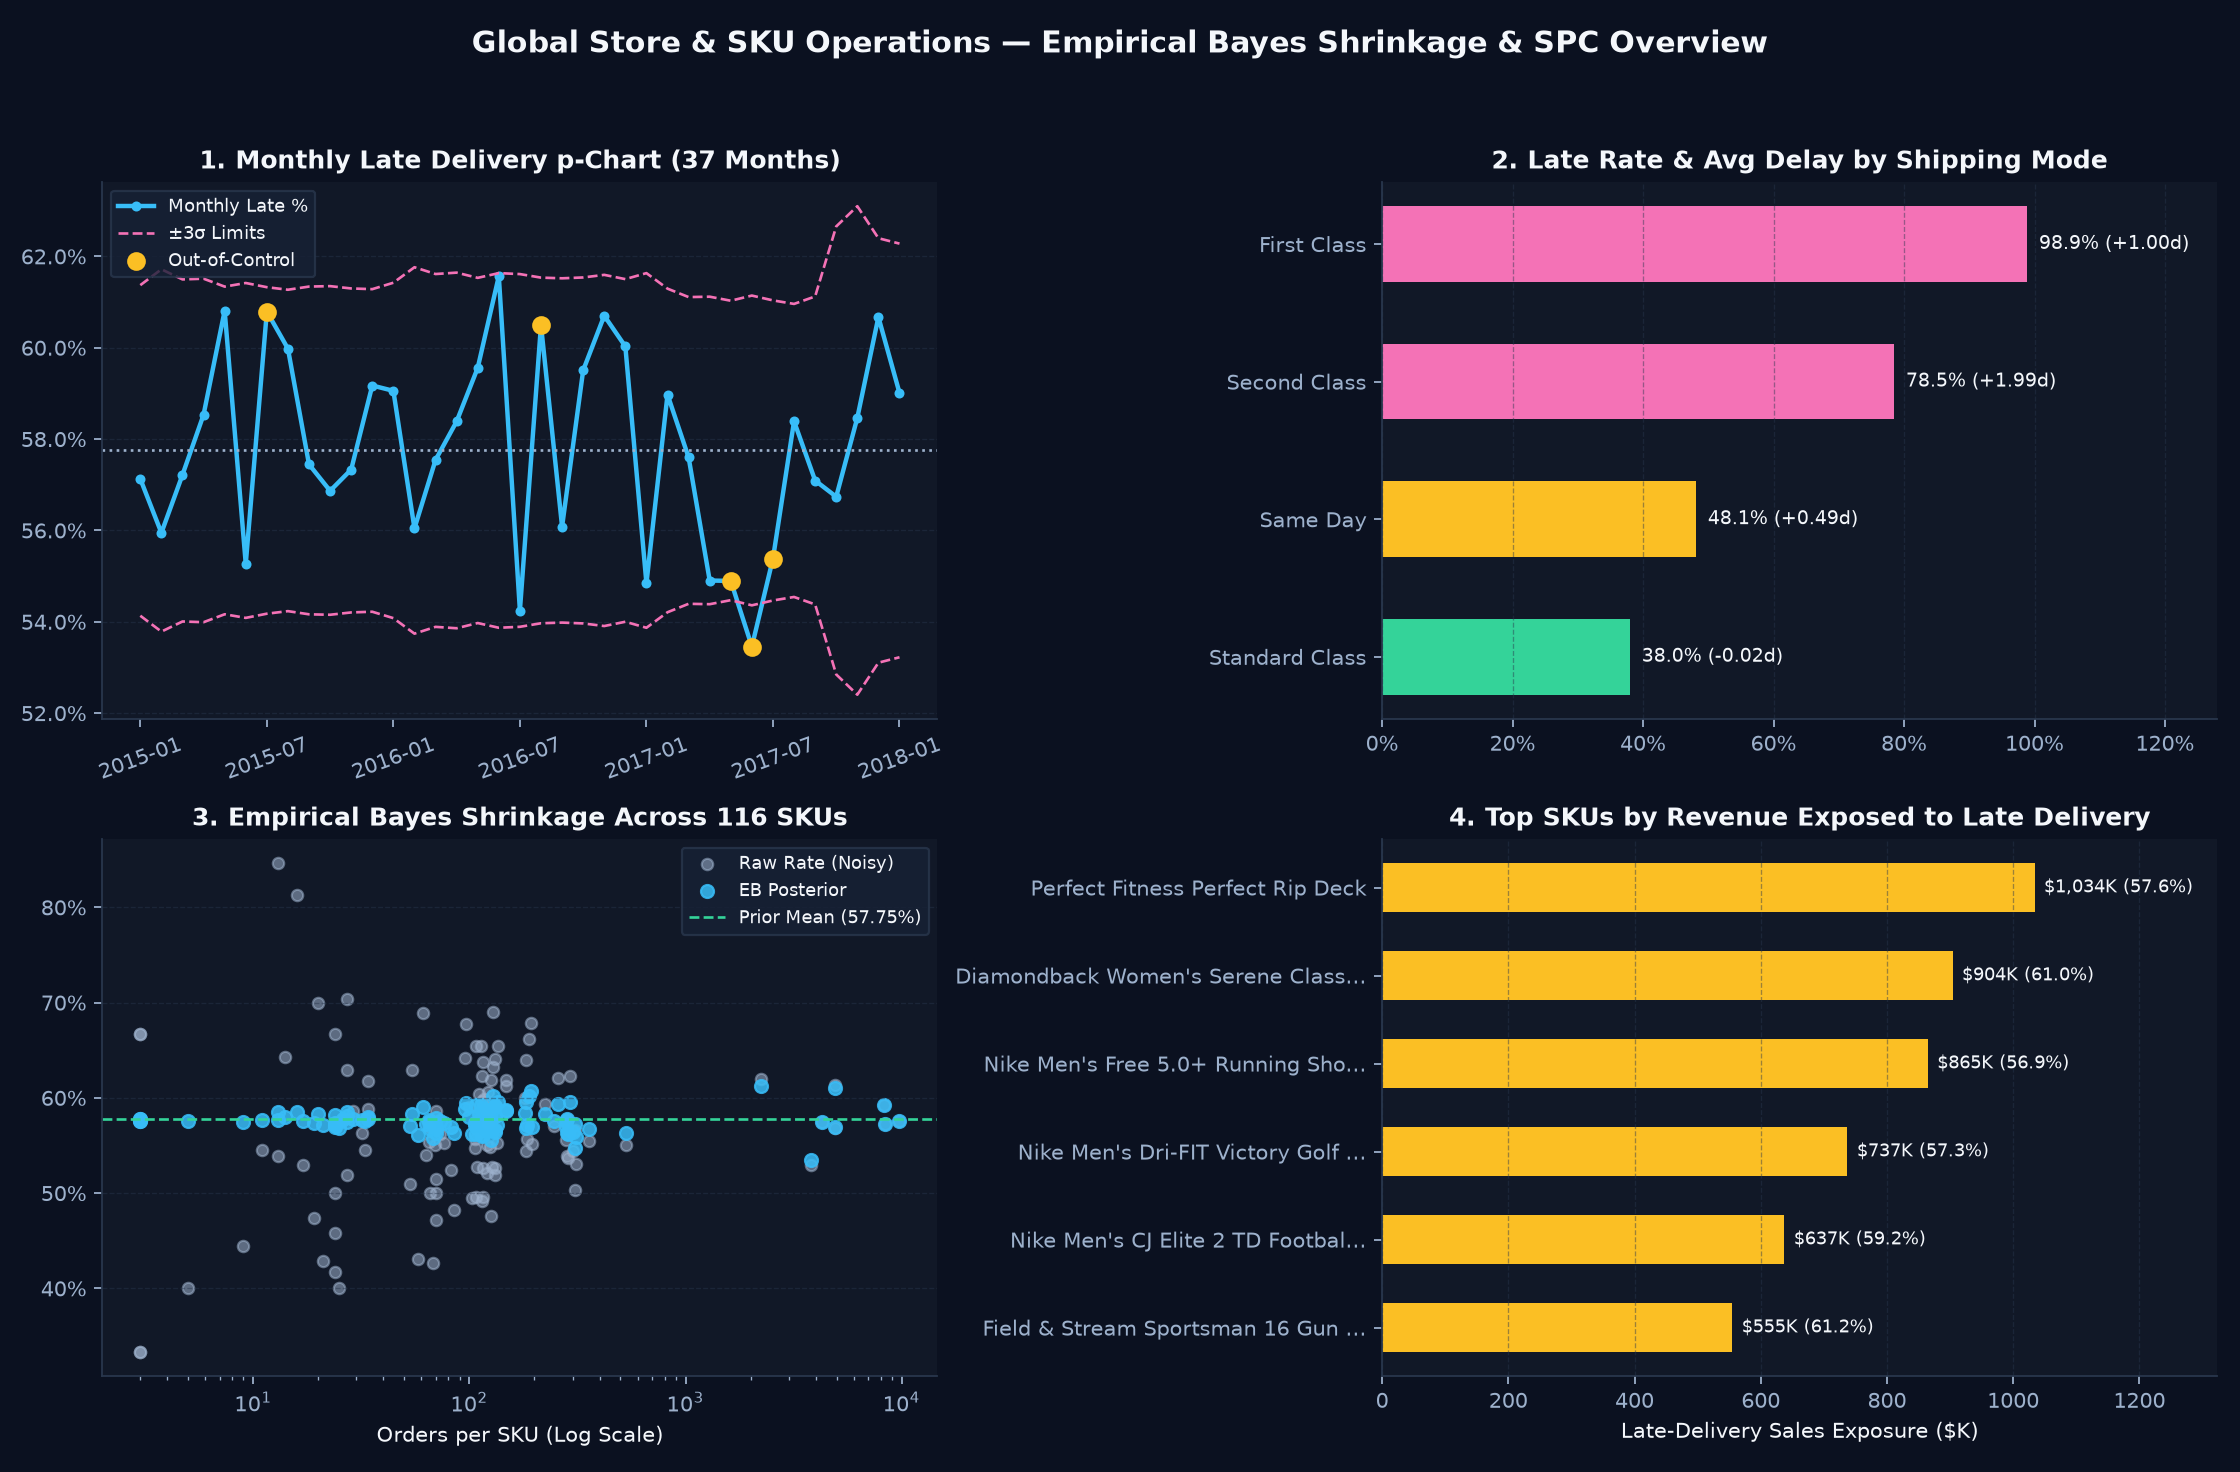 Global Store & SKU Operations — Empirical Bayes Shrinkage & SPC Overview
1. Monthly Late Delivery p-Chart (37 Months)
Monthly Late %
±3σ Limits
Out-of-Control
62.0%
60.0%
58.0%
56.0%
54.0%
52.0%
2015-01
2015-07
2016-01
2016-07
2017-01
2017-07
2018-01
2. Late Rate & Avg Delay by Shipping Mode
First Class
98.9% (+1.00d)
Second Class
78.5% (+1.99d)
Same Day
48.1% (+0.49d)
Standard Class
38.0% (-0.02d)
0%
20%
40%
60%
80%
100%
120%
3. Empirical Bayes Shrinkage Across 116 SKUs
Raw Rate (Noisy)
EB Posterior
Prior Mean (57.75%)
80%
70%
60%
50%
40%
10¹
10²
10³
10⁴
Orders per SKU (Log Scale)
4. Top SKUs by Revenue Exposed to Late Delivery
Perfect Fitness Perfect Rip Deck
$1,034K (57.6%)
Diamondback Women's Serene Class...
$904K (61.0%)
Nike Men's Free 5.0+ Running Sho...
$865K (56.9%)
Nike Men's Dri-FIT Victory Golf ...
$737K (57.3%)
Nike Men's CJ Elite 2 TD Footbal...
$637K (59.2%)
Field & Stream Sportsman 16 Gun ...
$555K (61.2%)
0
200
400
600
800
1000
1200
Late-Delivery Sales Exposure ($K)